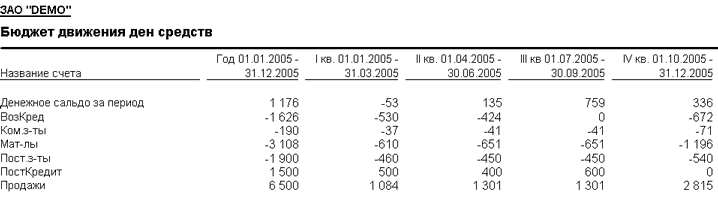 ЗАО "DEMO"
Бюджет движения ден средств
Год 01.01.2005 - I кв. 01.01.2005 - II кв. 01.04.2005 - III кв 01.07.2005 - IV кв. 01.10.2005 -
Название счета 31.12.2005 31.03.2005 30.06.2005 30.09.2005 31.12.2005
Денежное сальдо за период 1 176 -53 135 759 336
ВозКред -1 626 -530 -424 0 -672
Ком.з-ты -190 -37 -41 -41 -71
Мат-лы -3 108 -610 -651 -651 -1 196
Пост.з-ты -1 900 -460 -450 -450 -540
ПостКредит 1 500 500 400 600 0
Продажи 6 500 1 084 1 301 1 301 2 815